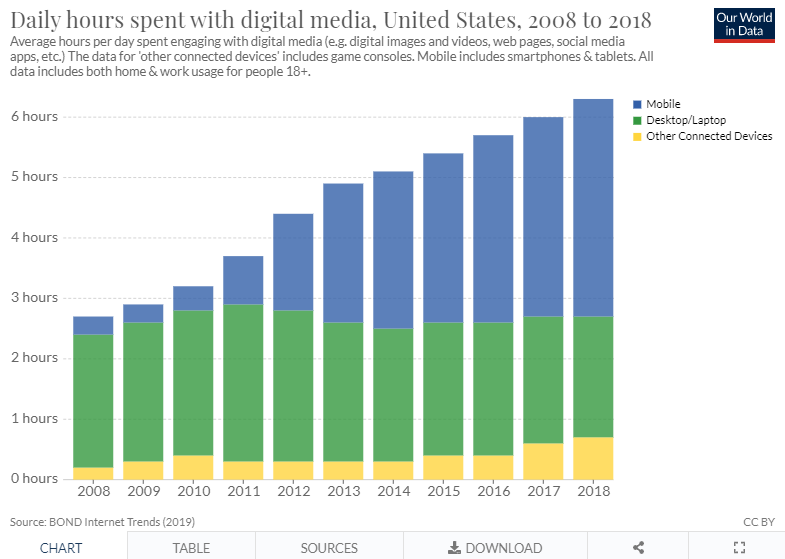 Daily hours spent with digital media, United States, 2008 to 2018
Our World
in Data
Average hours per day spent engaging with digital media (e.g. digital images and videos, web pages, social media
apps, etc.) The data for 'other connected devices' includes game consoles. Mobile includes smartphones & tablets. All
data includes both home & work usage for people 18+.
6 hours
5 hours
4 hours
3 hours
2 hours
1 hours
0 hours
Mobile
Desktop/Laptop
Other Connected Devices
2008 2009 2010 2011 2012 2013 2014 2015 2016 2017 2018
Source: BOND Internet Trends (2019) CC BY
CHART TABLE SOURCES DOWNLOAD